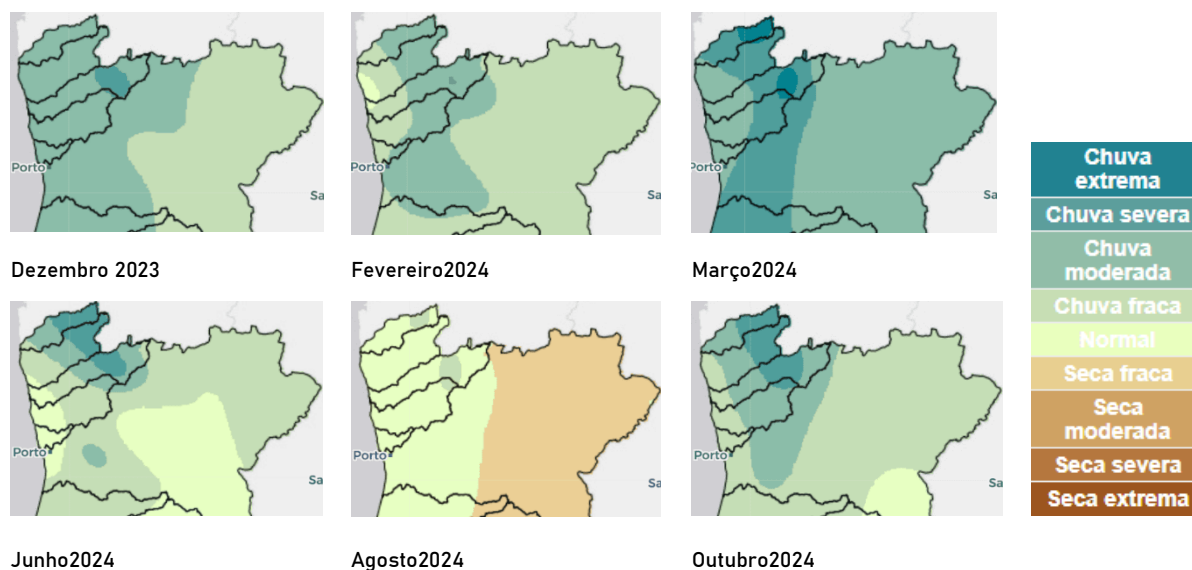 Porto
Sa
Porto
Sa
Porto
Dezembro 2023
Fevereiro2024
Março2024
Porto
Sa
Porto
Sa
Porto
Sa
Junho2024
Agosto2024
Outubro2024
Chuva
extrema
Chuva severa
Chuva
moderada
Chuva fraca
Normal
Seca fraca
Seca
moderada
Seca severa
Seca extrema